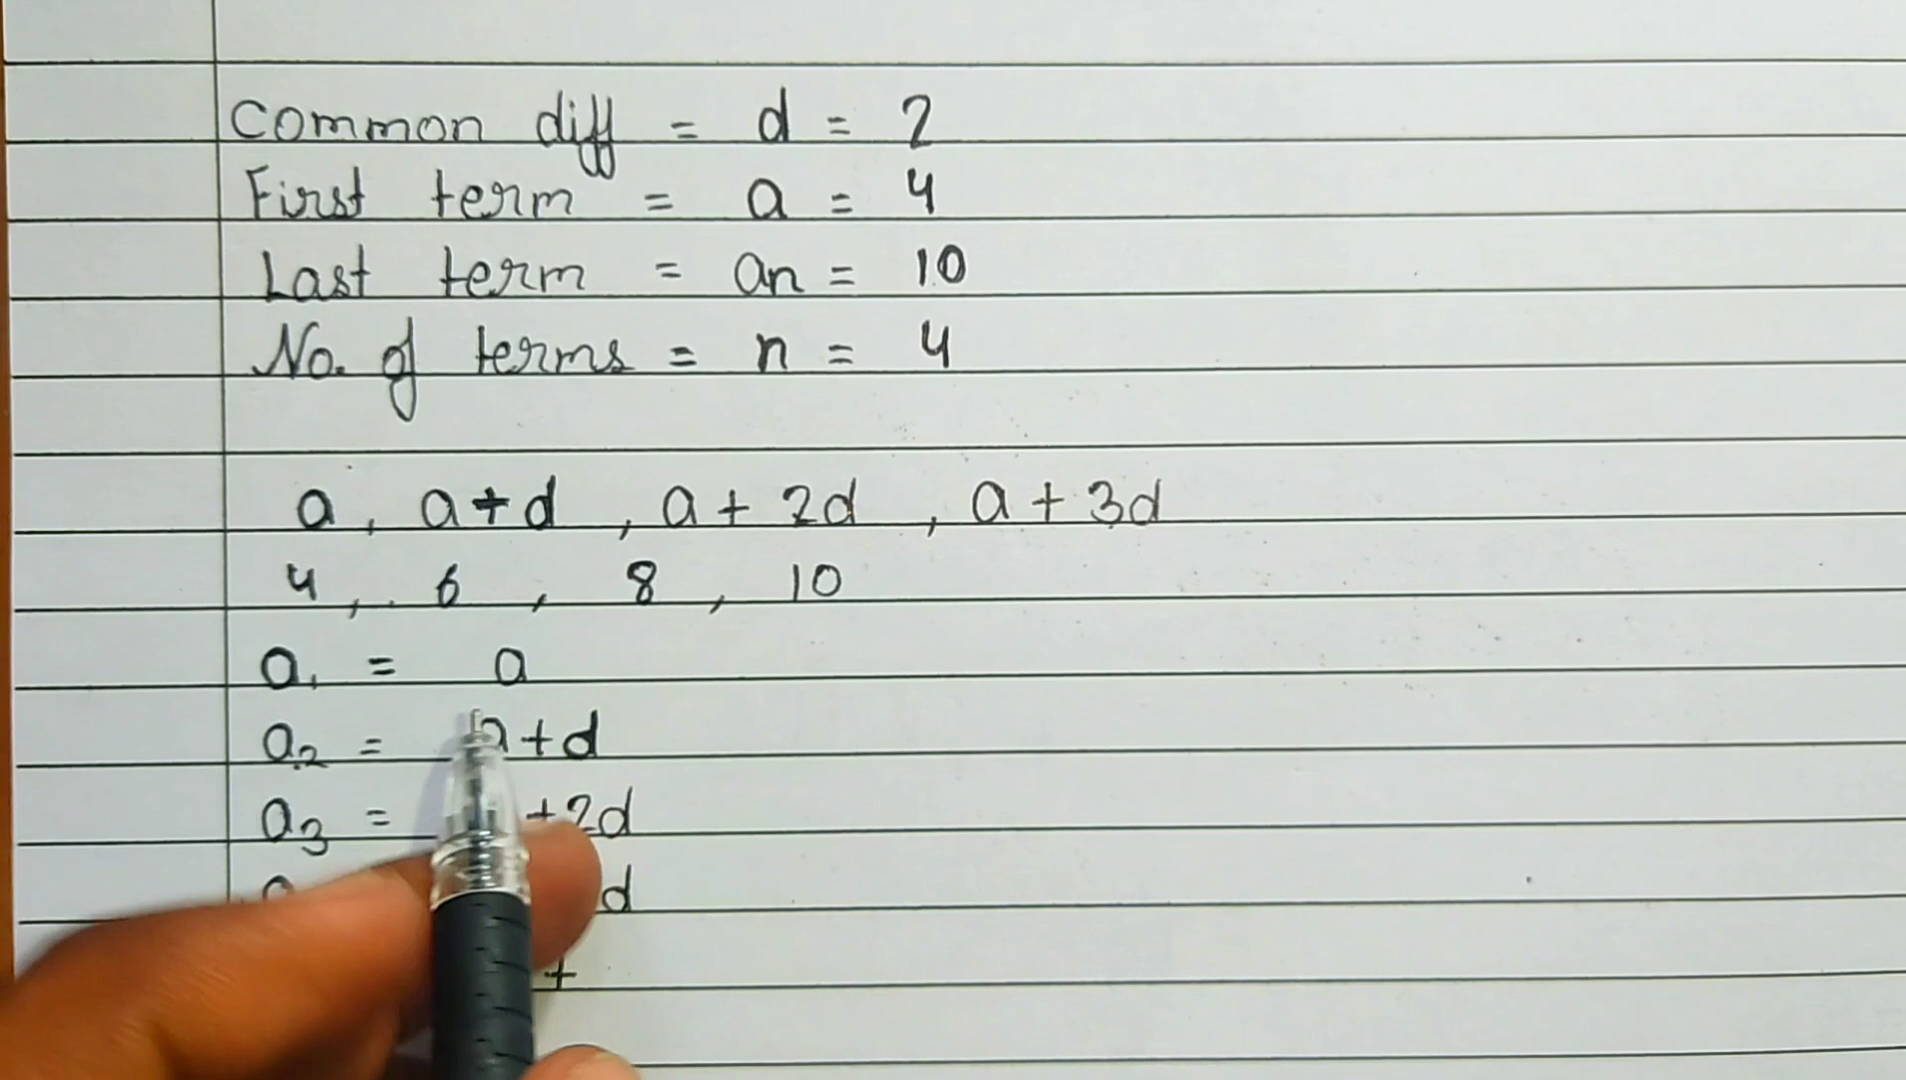 Common diff = d = 2
First term = a = 4
Last term = an = 10
No. of terms = n = 4
a, a+d, a + 2d, a + 3d
4, 6, 8, 10
a1 = a
a2 = a+d
a3 = +2d
d
+